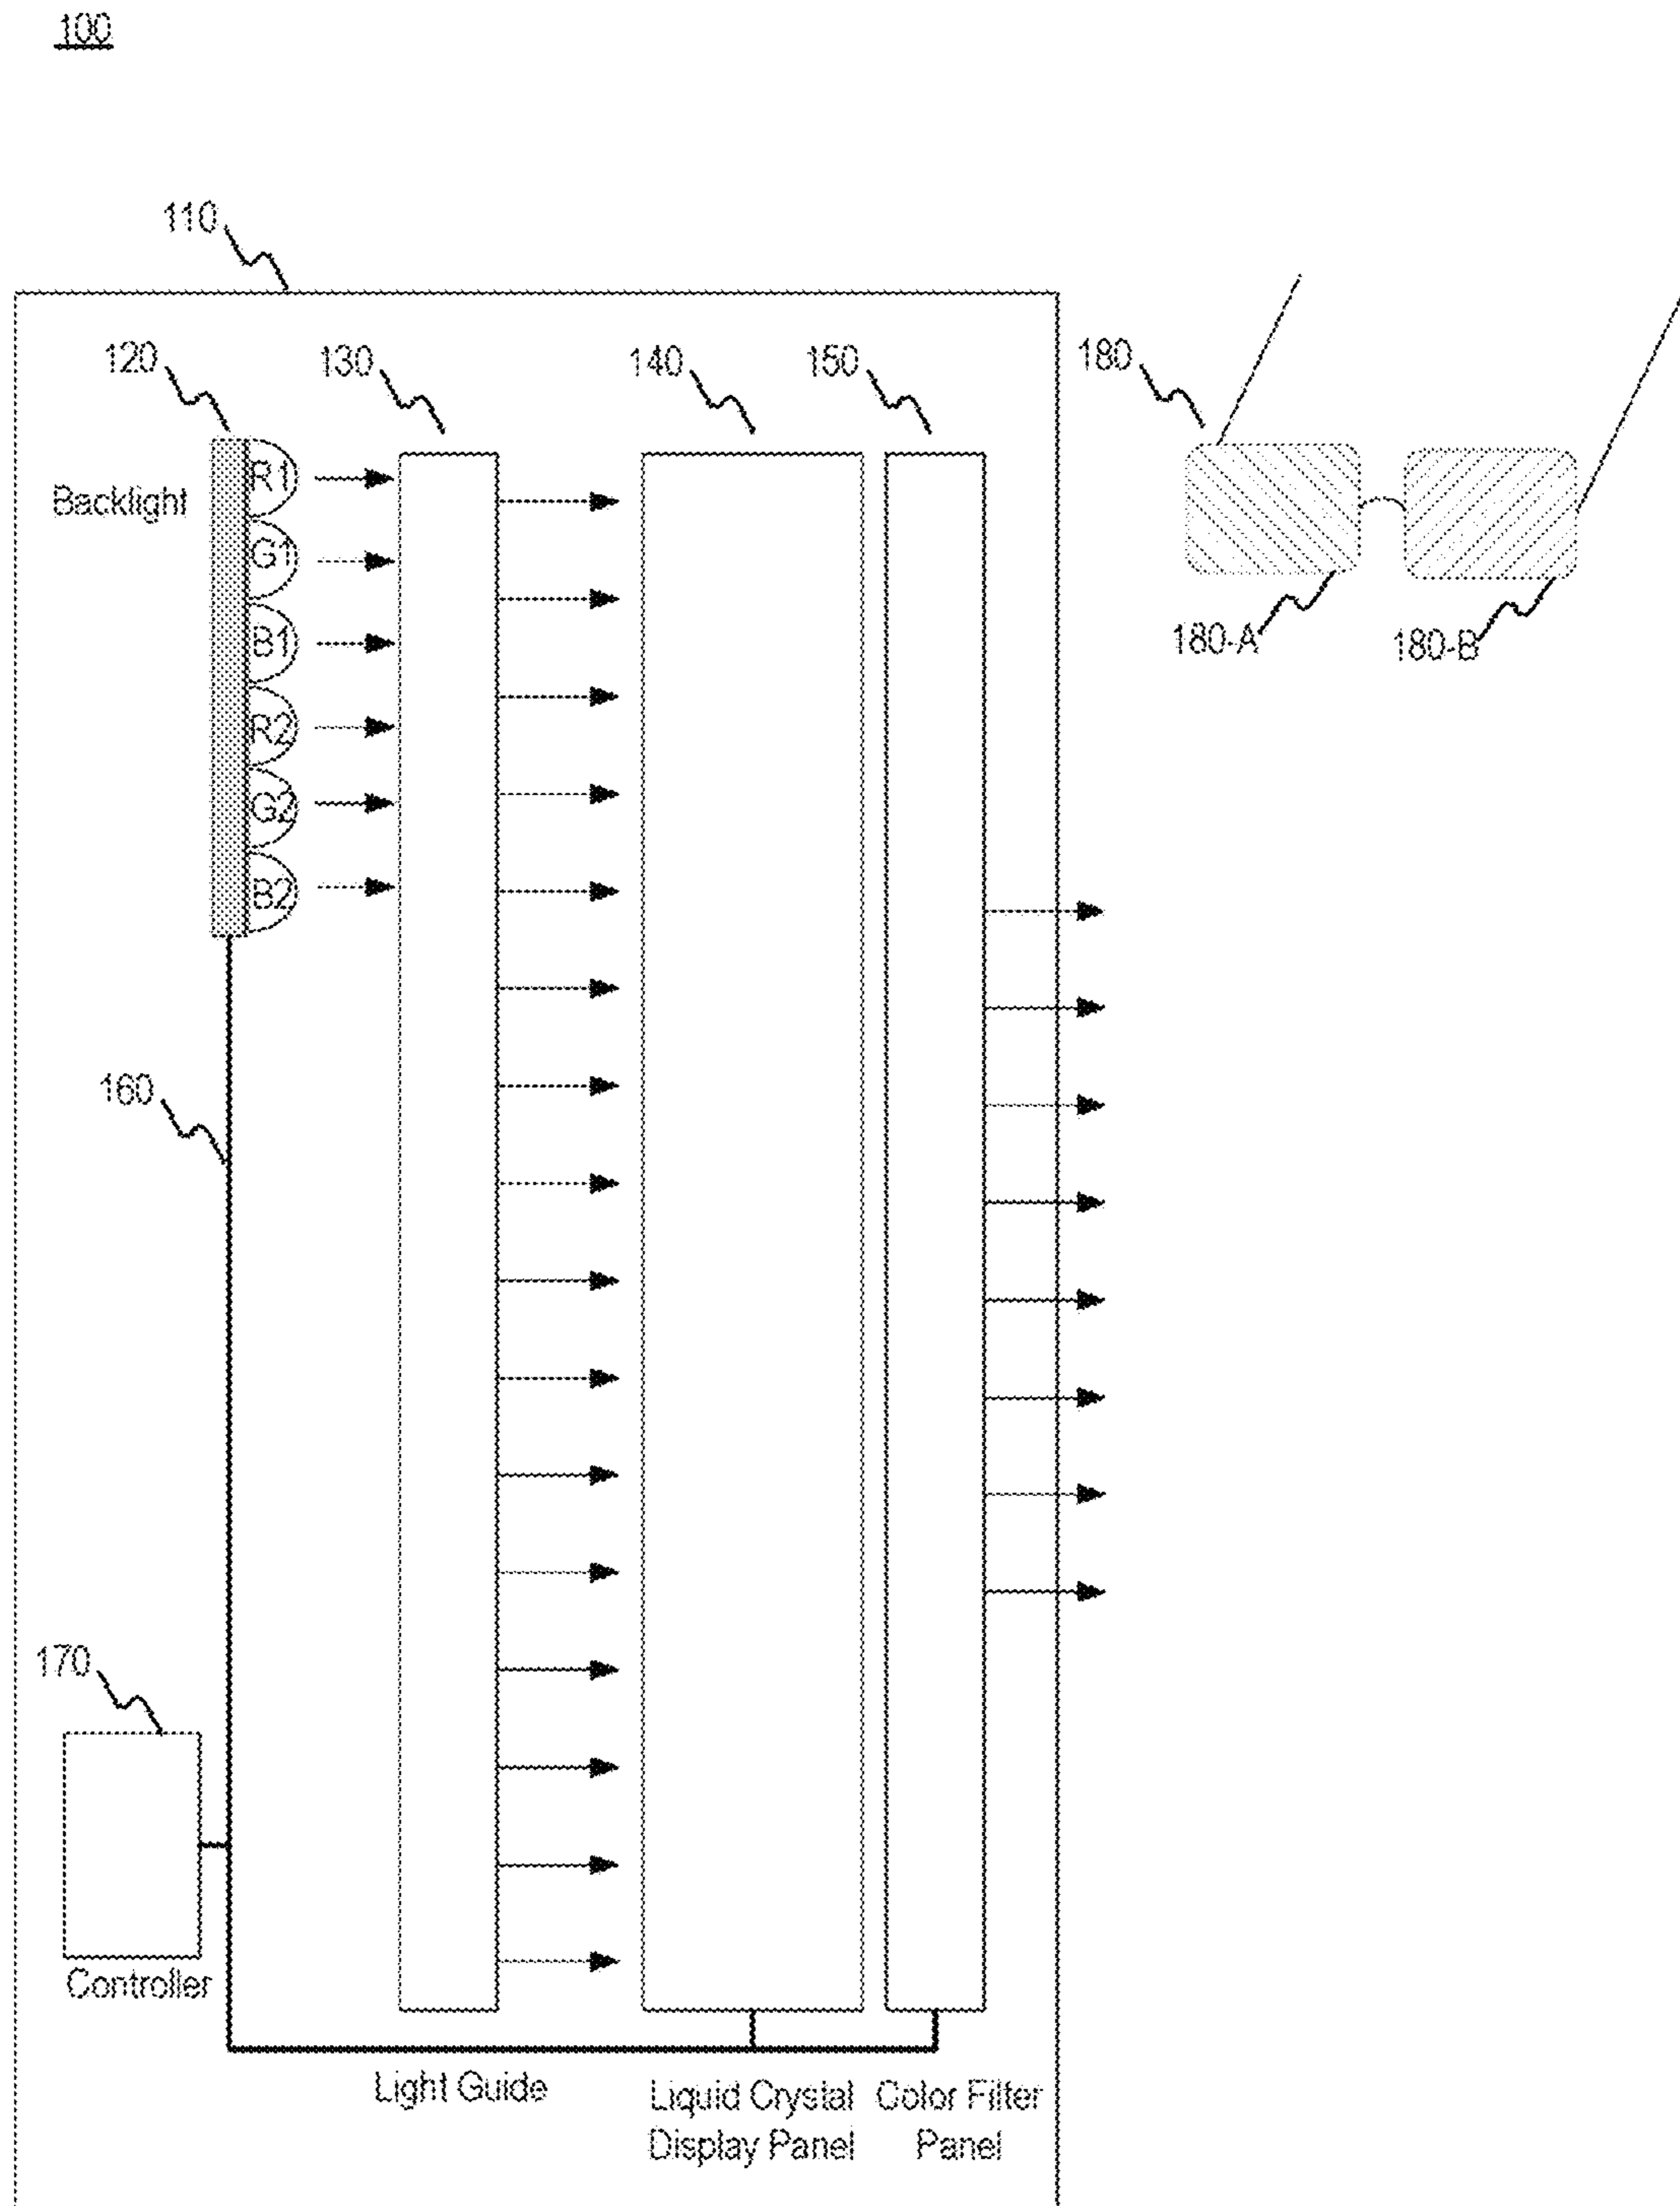 100
110
120
130
140
150
180
Backlight
R1
G1
B1
R2
G2
B2
180-A
180-B
160
170
Controller
Light Guide
Liquid Crystal
Display Panel
Color Filter
Panel